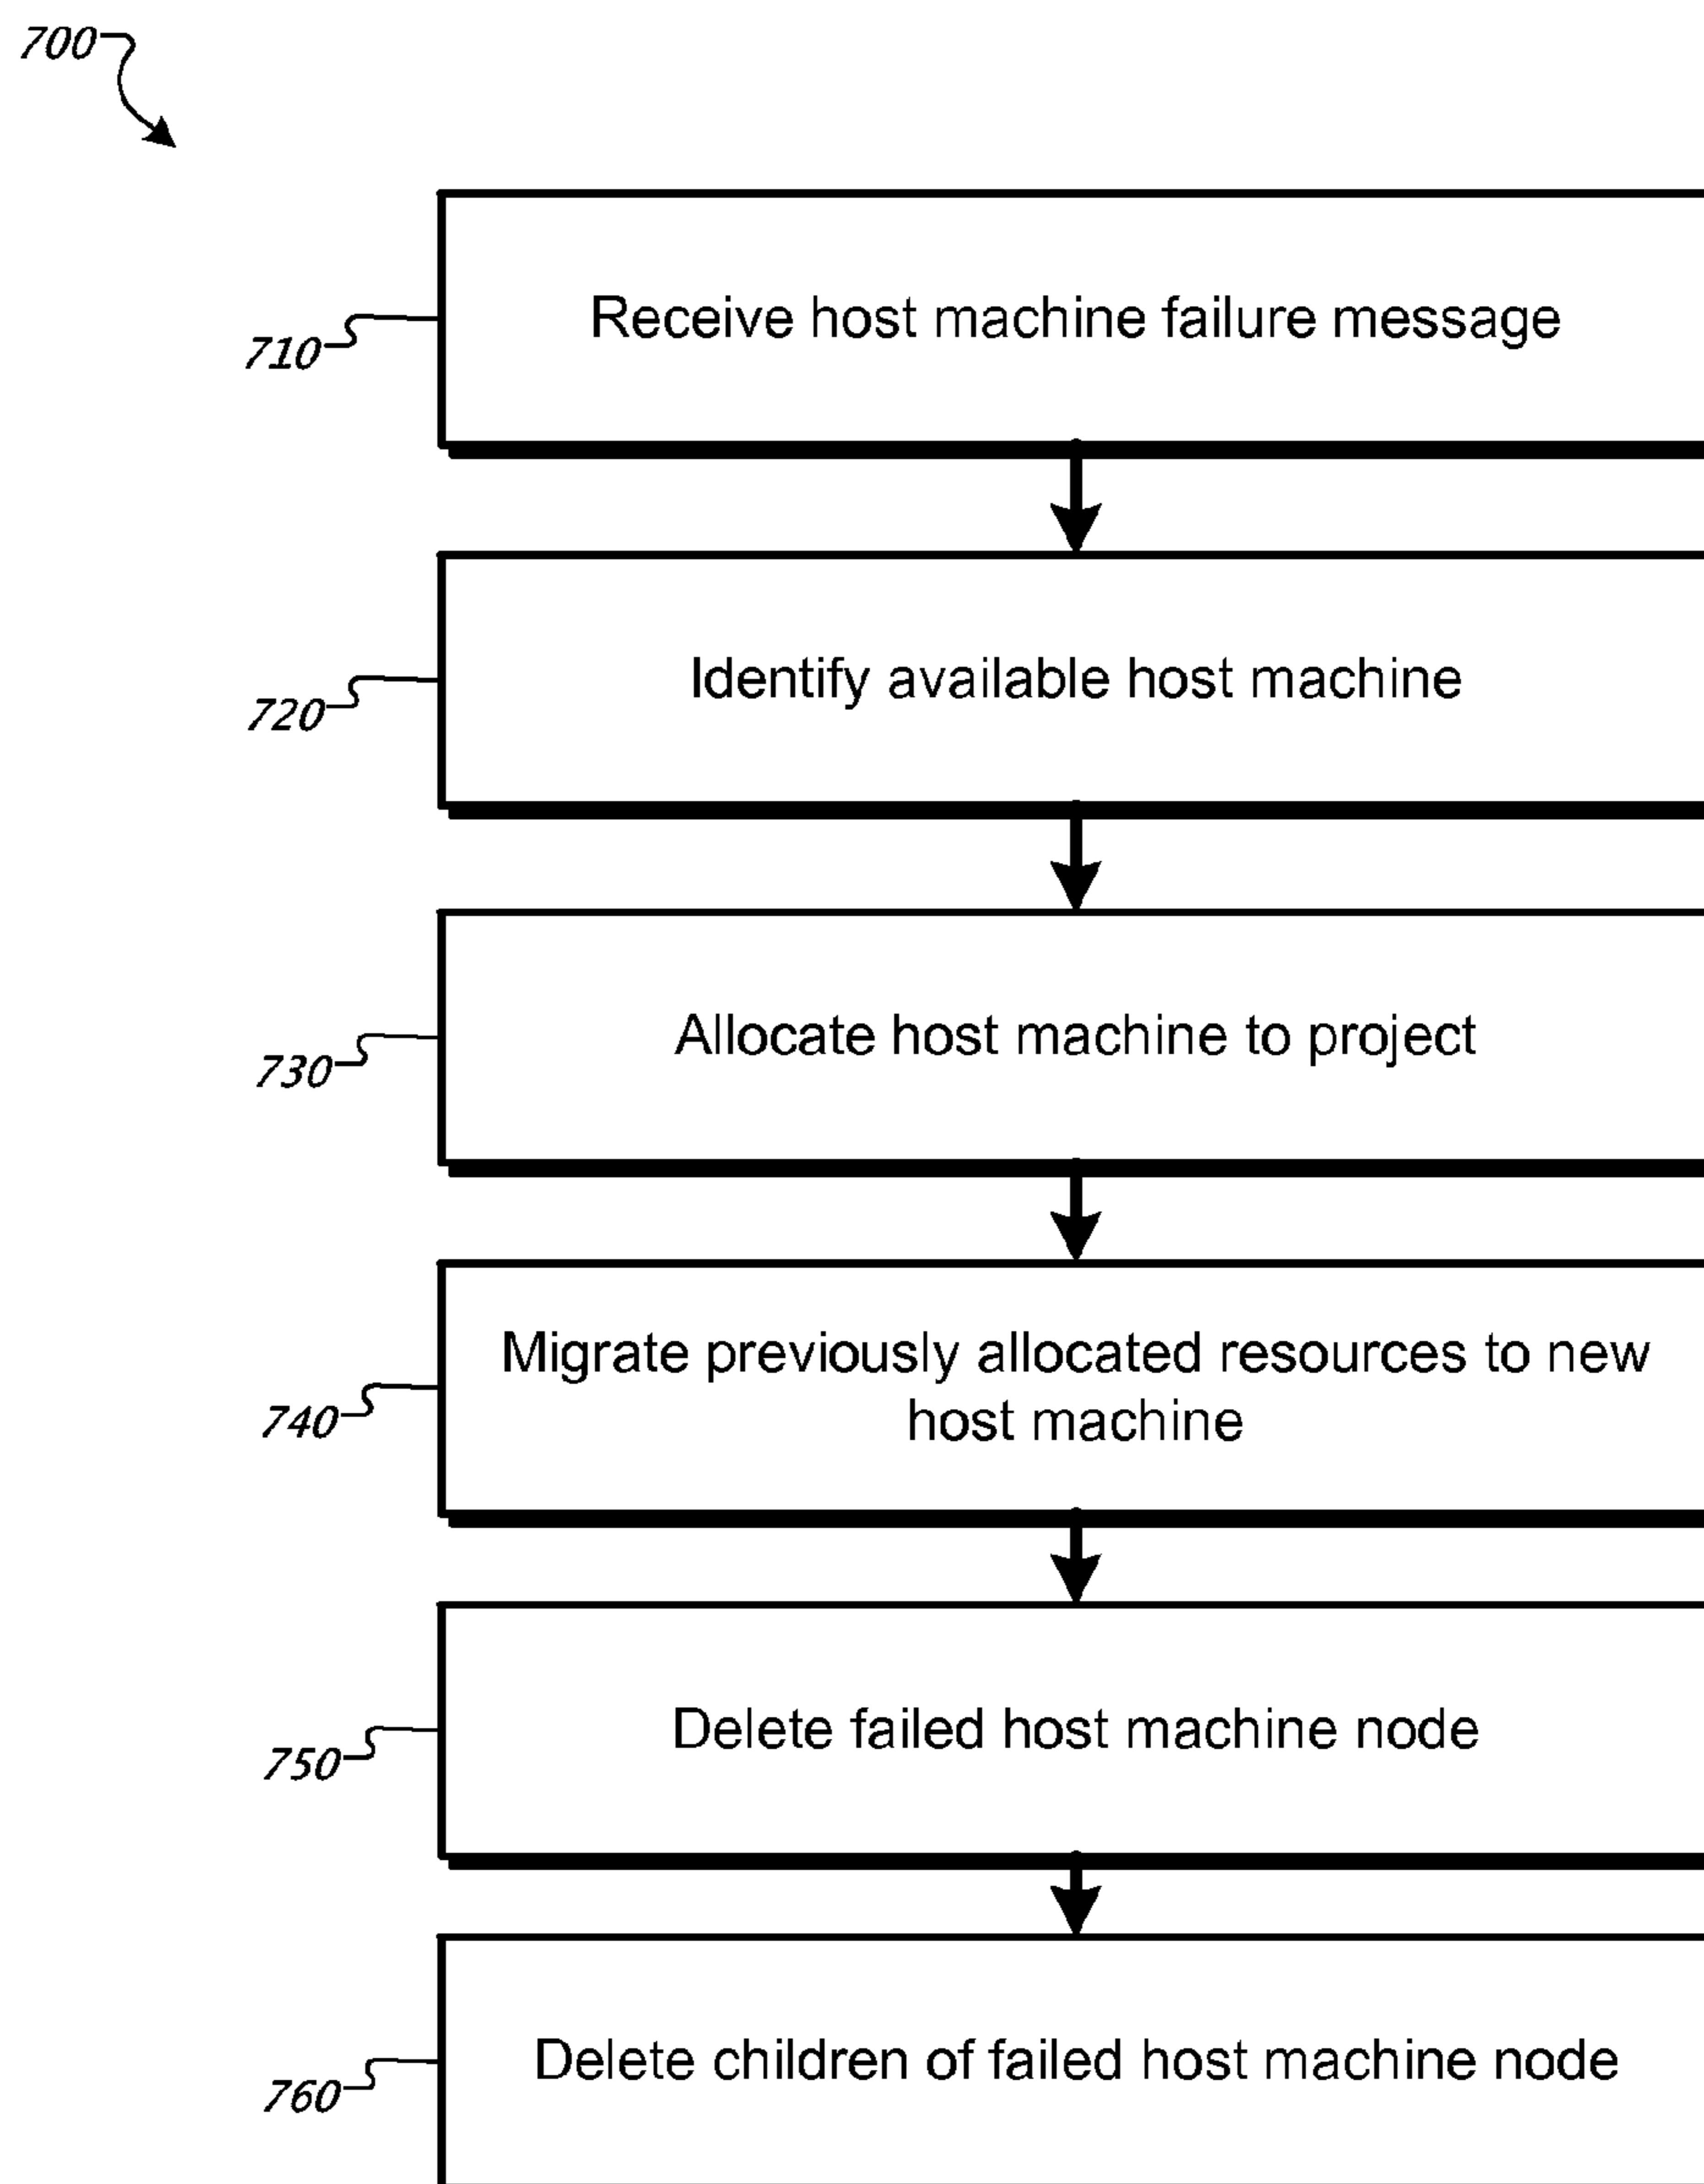 700
Receive host machine failure message
710
Identify available host machine
720
Allocate host machine to project
730
Migrate previously allocated resources to new
host machine
740
Delete failed host machine node
750
Delete children of failed host machine node
760